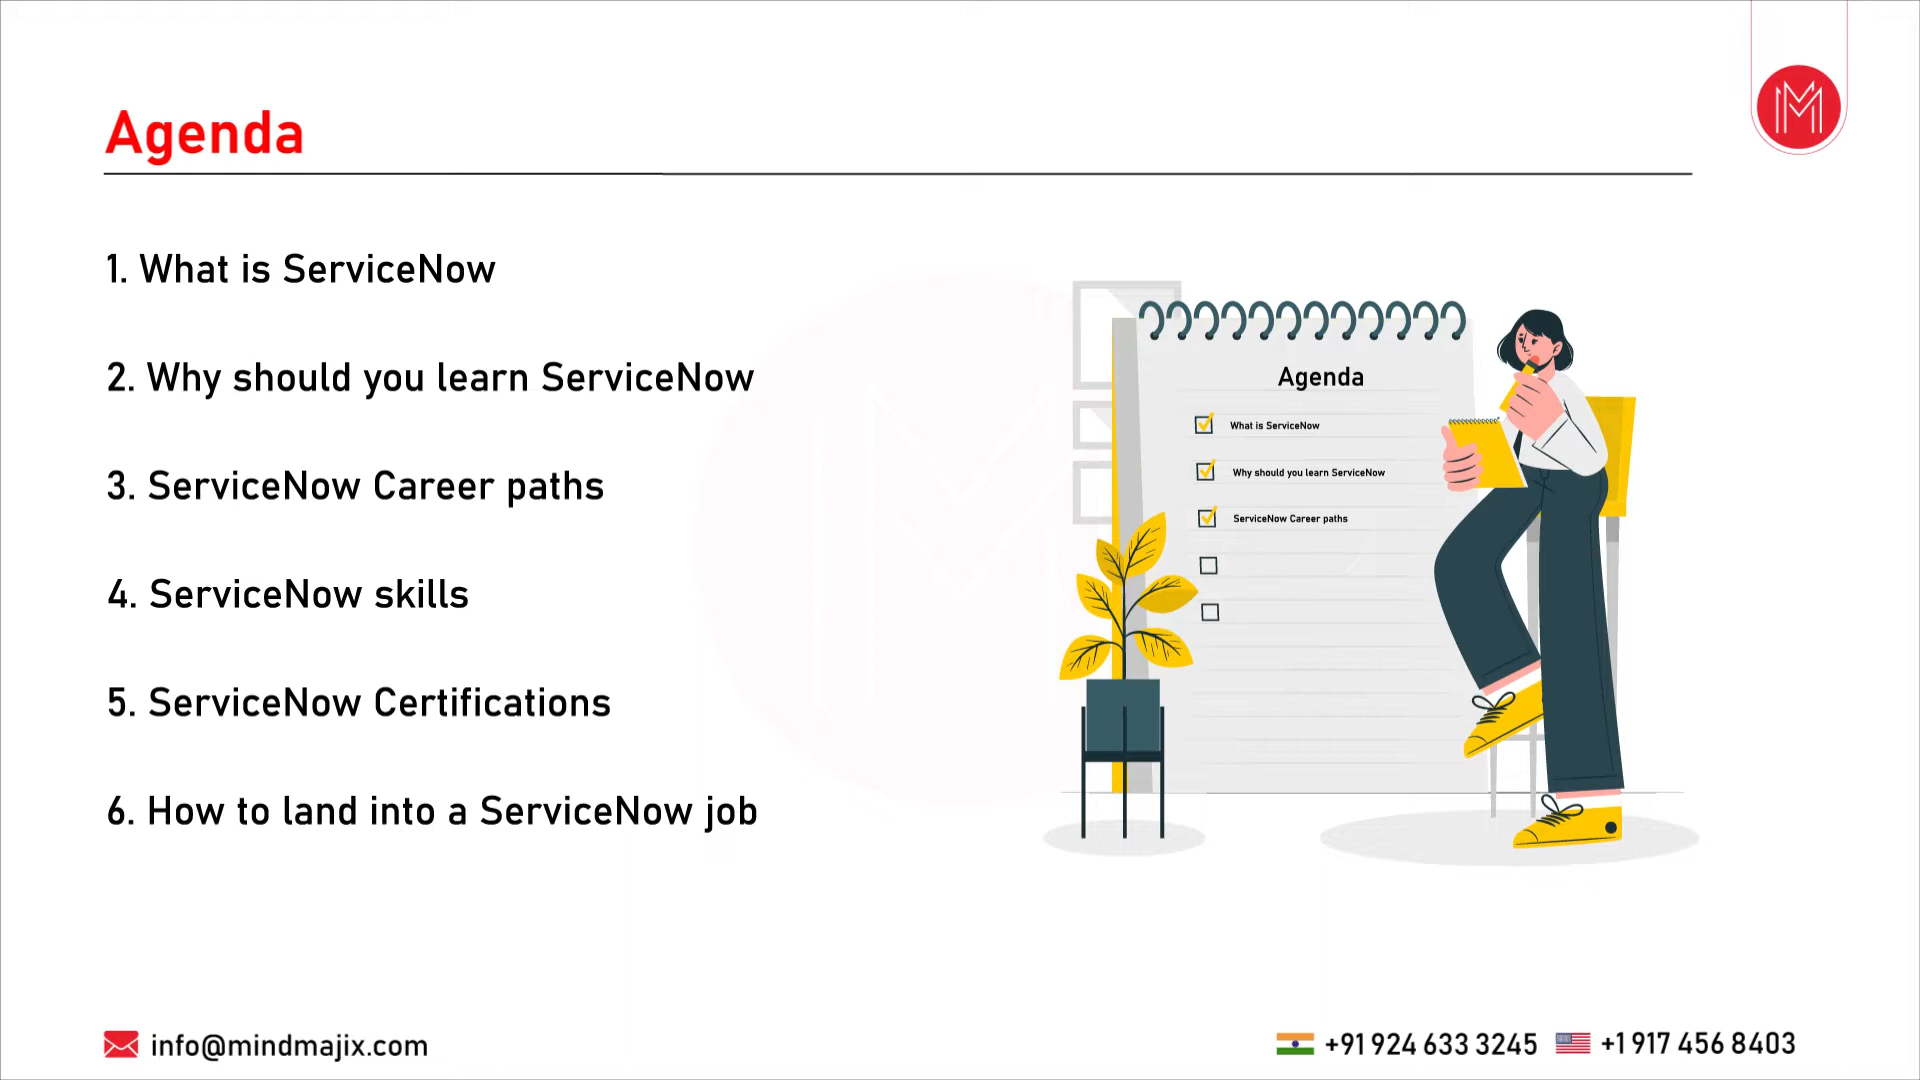 Agenda
1. What is ServiceNow
2. Why should you learn ServiceNow
3. ServiceNow Career paths
4. ServiceNow skills
5. ServiceNow Certifications
6. How to land into a ServiceNow job
Agenda
What is ServiceNow
Why should you learn ServiceNow
ServiceNow Career paths
info@mindmajix.com
+91 924 633 3245
+1 917 456 8403